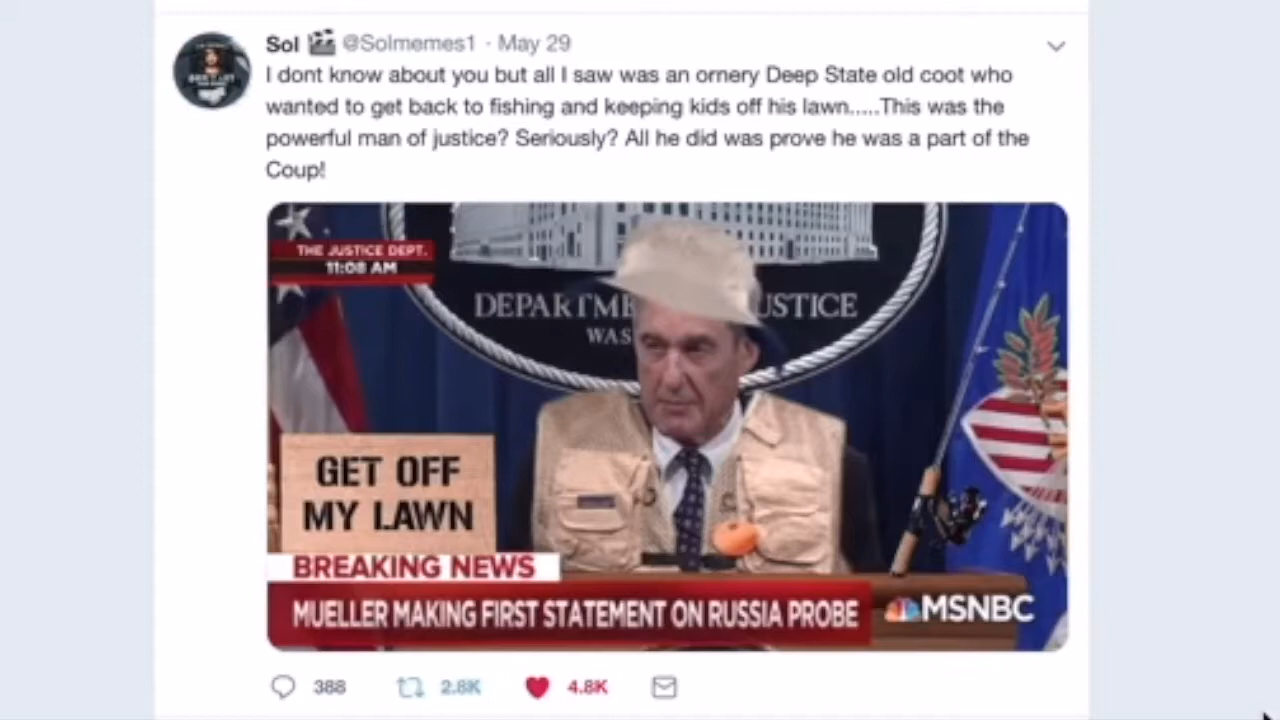 Sol @Solmemes1 · May 29
I dont know about you but all I saw was an ornery Deep State old coot who
wanted to get back to fishing and keeping kids off his lawn.....This was the
powerful man of justice? Seriously? All he did was prove he was a part of the
Coup!
THE JUSTICE DEPT.
11:08 AM
DEPARTME USTICE
WAS
GET OFF
MY LAWN
BREAKING NEWS
MUELLER MAKING FIRST STATEMENT ON RUSSIA PROBE
MSNBC
388 2.8K 4.8K